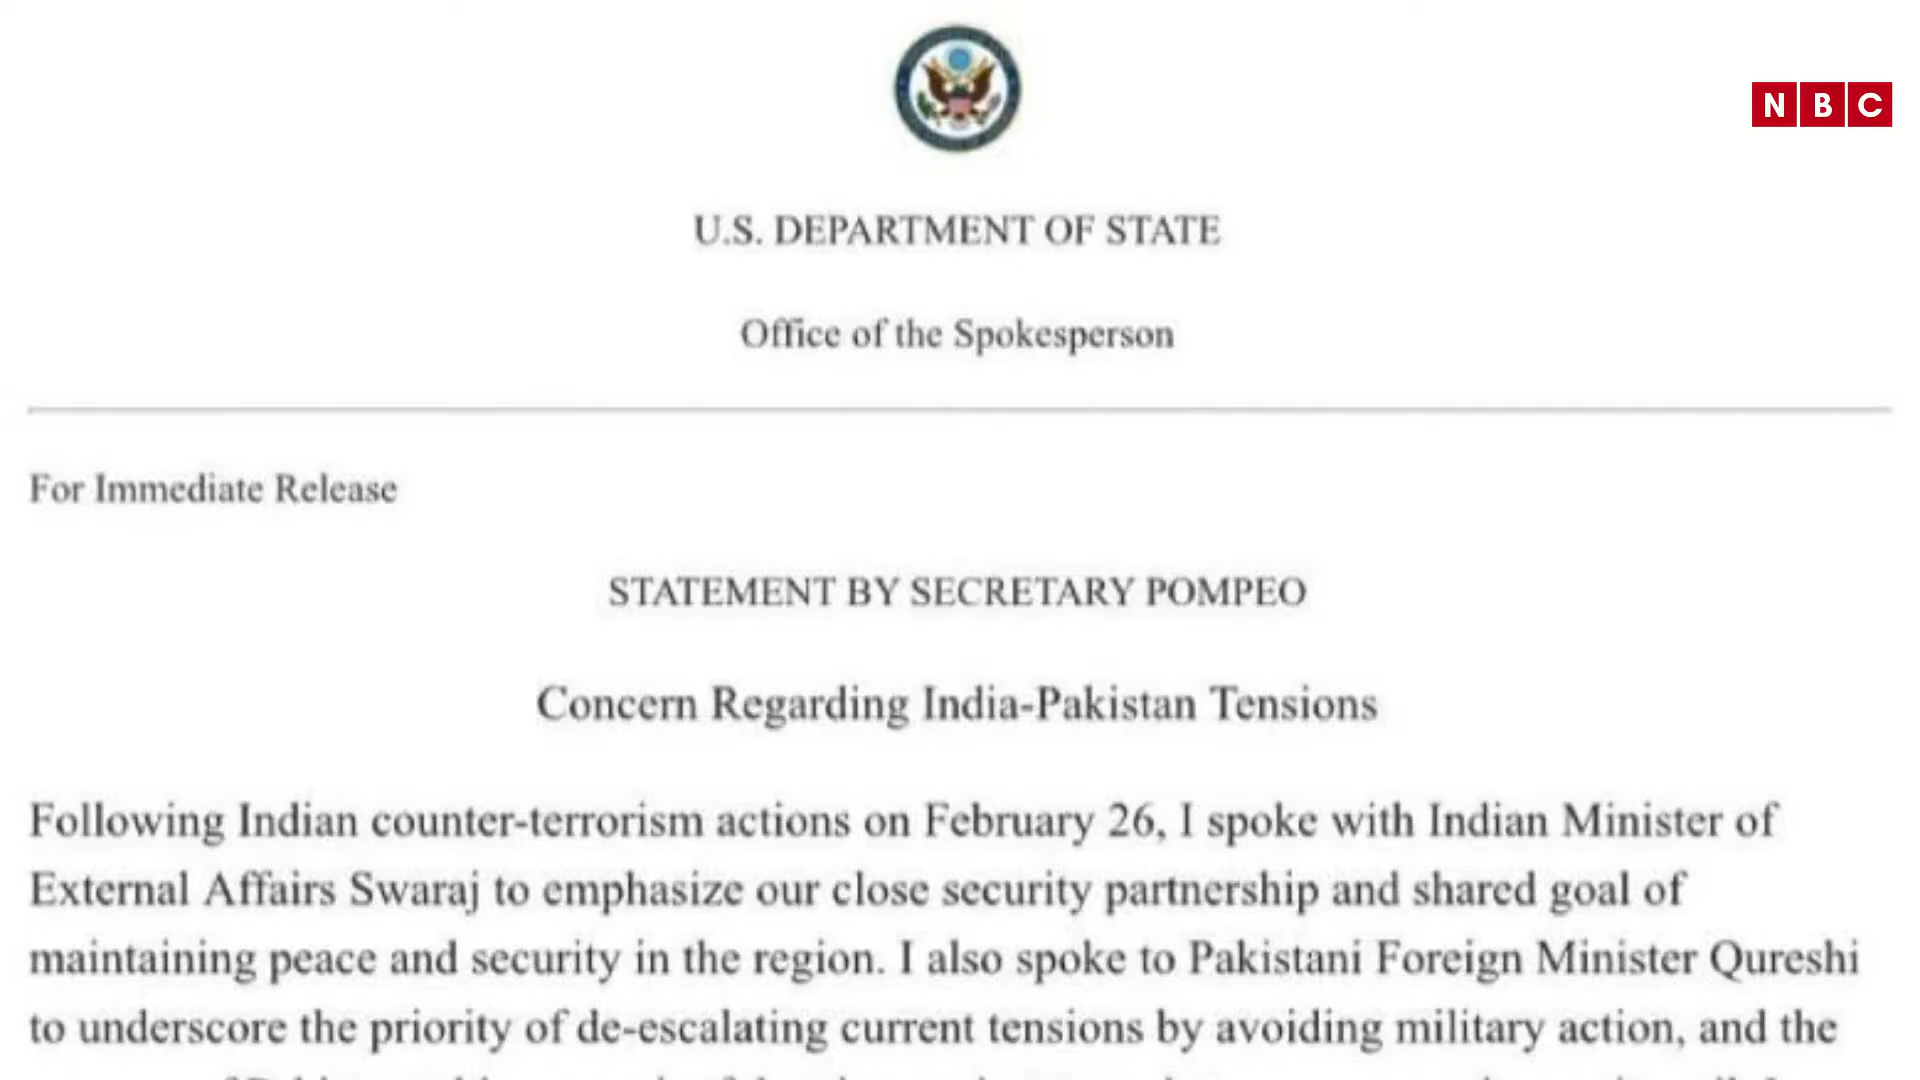 NBC
U.S. DEPARTMENT OF STATE
Office of the Spokesperson
For Immediate Release
STATEMENT BY SECRETARY POMPEO
Concern Regarding India-Pakistan Tensions
Following Indian counter-terrorism actions on February 26, I spoke with Indian Minister of
External Affairs Swaraj to emphasize our close security partnership and shared goal of
maintaining peace and security in the region. I also spoke to Pakistani Foreign Minister Qureshi
to underscore the priority of de-escalating current tensions by avoiding military action, and the